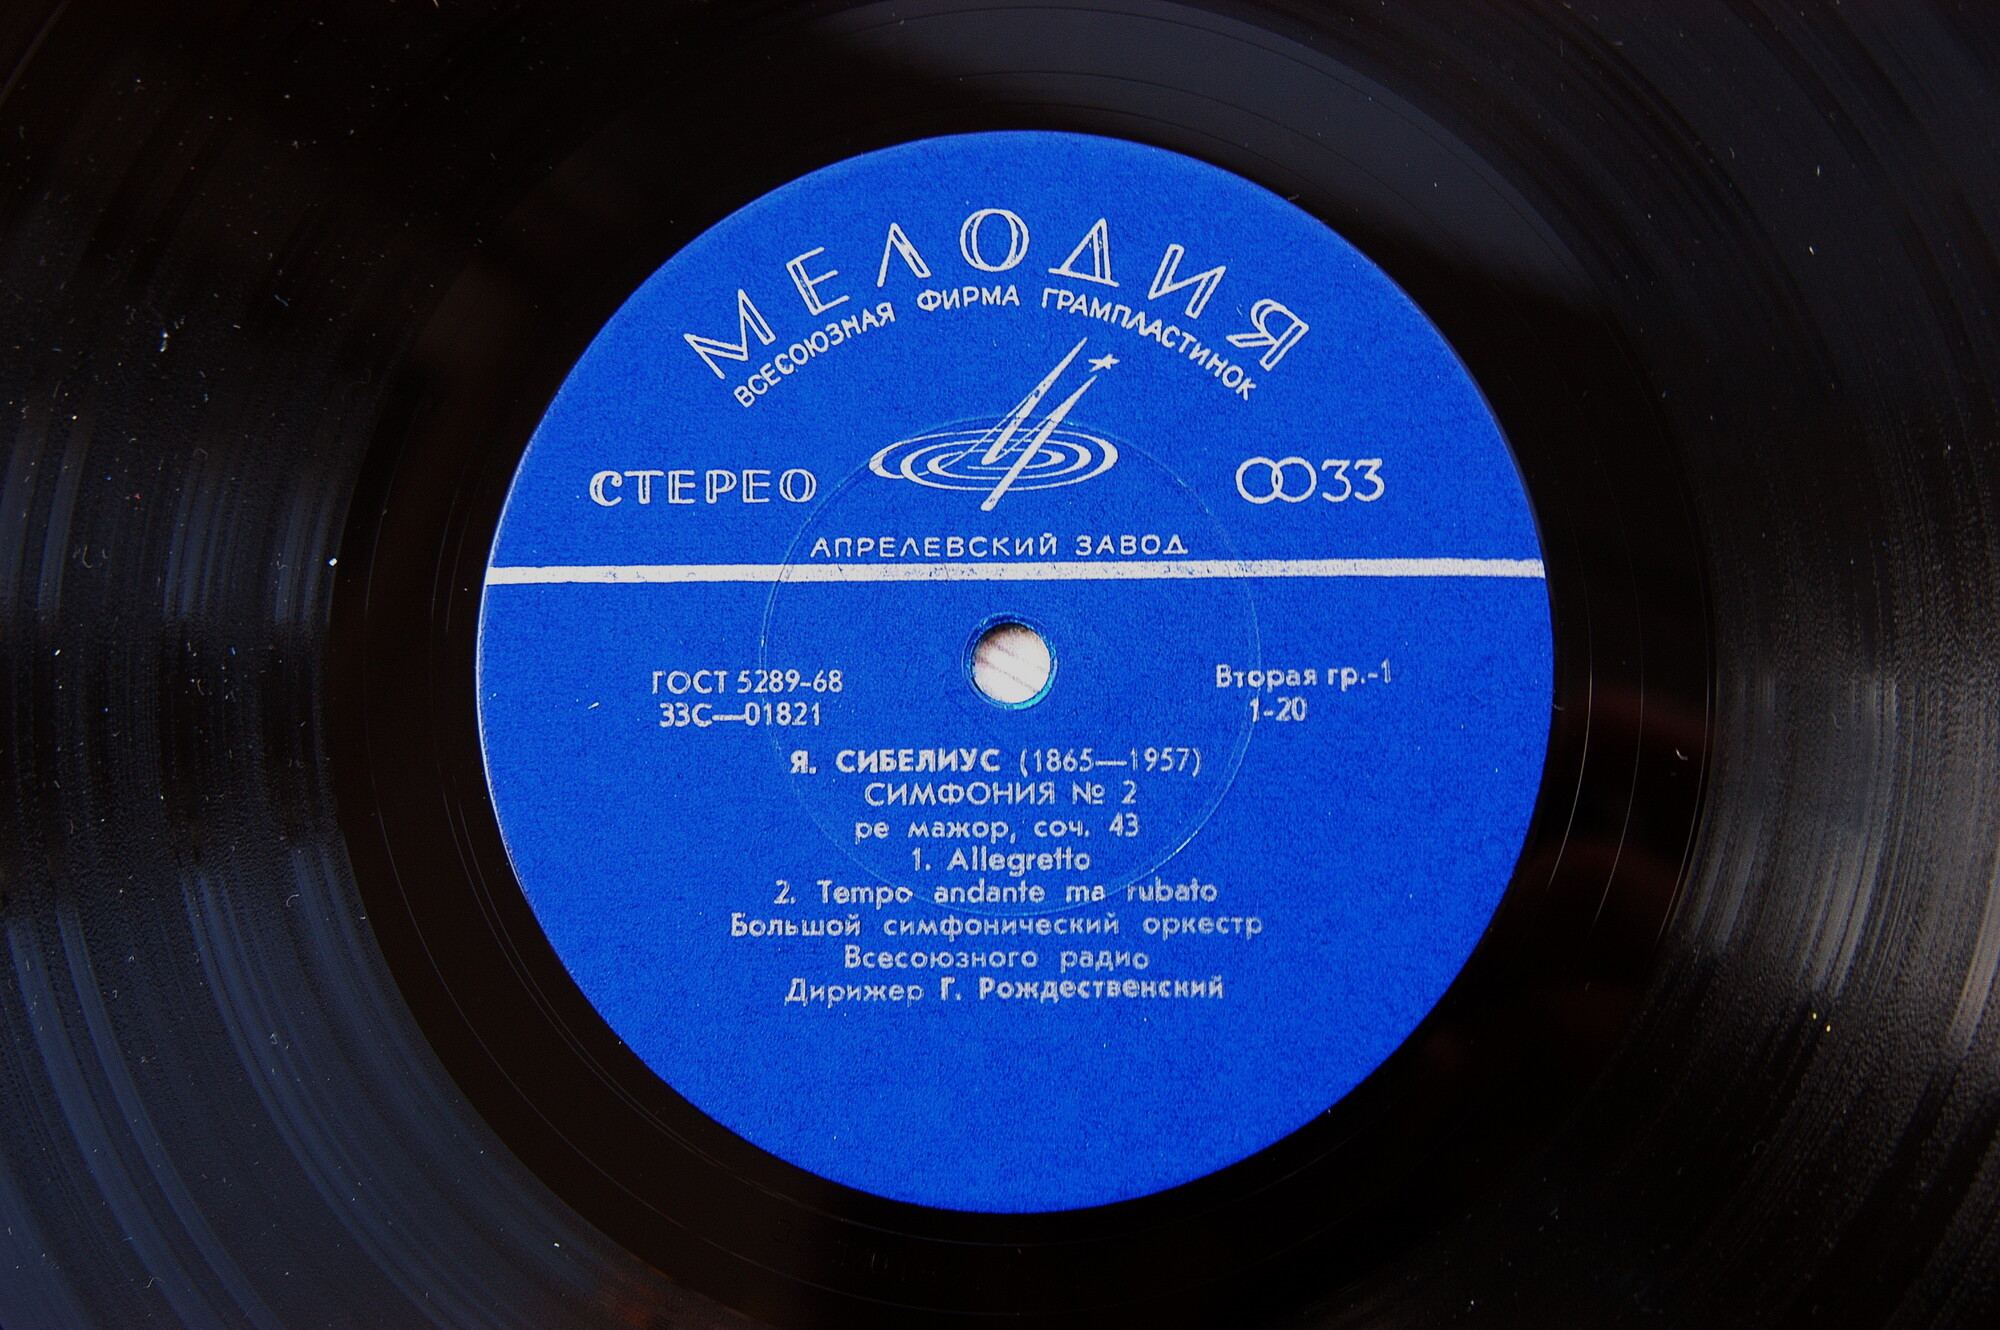 МЕЛОДИЯ
ВСЕСОЮЗНАЯ ФИРМА ГРАМПЛАСТИНОК
СТЕРЕО
33
АПРЕЛЕВСКИЙ ЗАВОД
ГОСТ 5289-68
33С—01821
Вторая гр.-1
1-20
Я. СИБЕЛИУС (1865—1957)
СИМФОНИЯ № 2
ре мажор, соч. 43
1. Allegretto
2. Tempo andante ma rubato
Большой симфонический оркестр
Всесоюзного радио
Дирижер Г. Рождественский